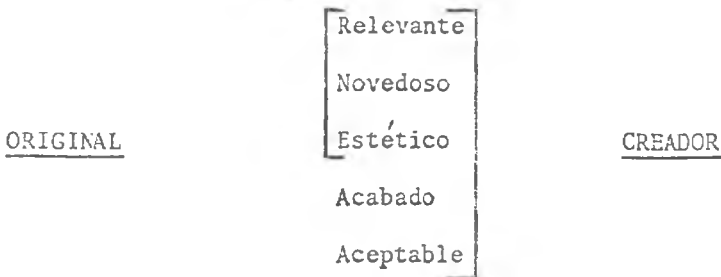 Relevante
Novedoso
ORIGINAL Estético CREADOR
Acabado
Aceptable